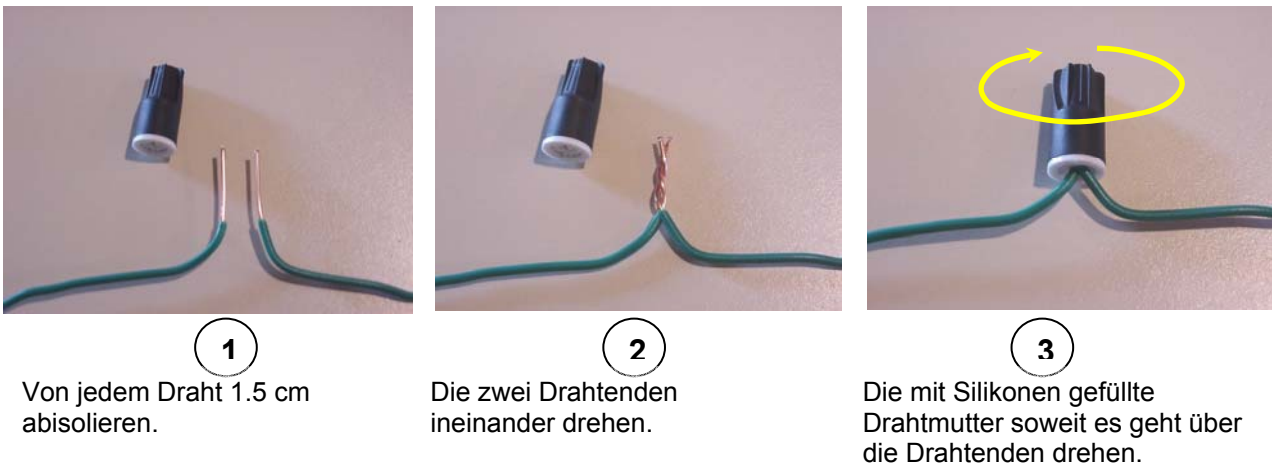 1
Von jedem Draht 1.5 cm
abisolieren.
2
Die zwei Drahtenden
ineinander drehen.
3
Die mit Silikonen gefüllte
Drahtmutter soweit es geht über
die Drahtenden drehen.